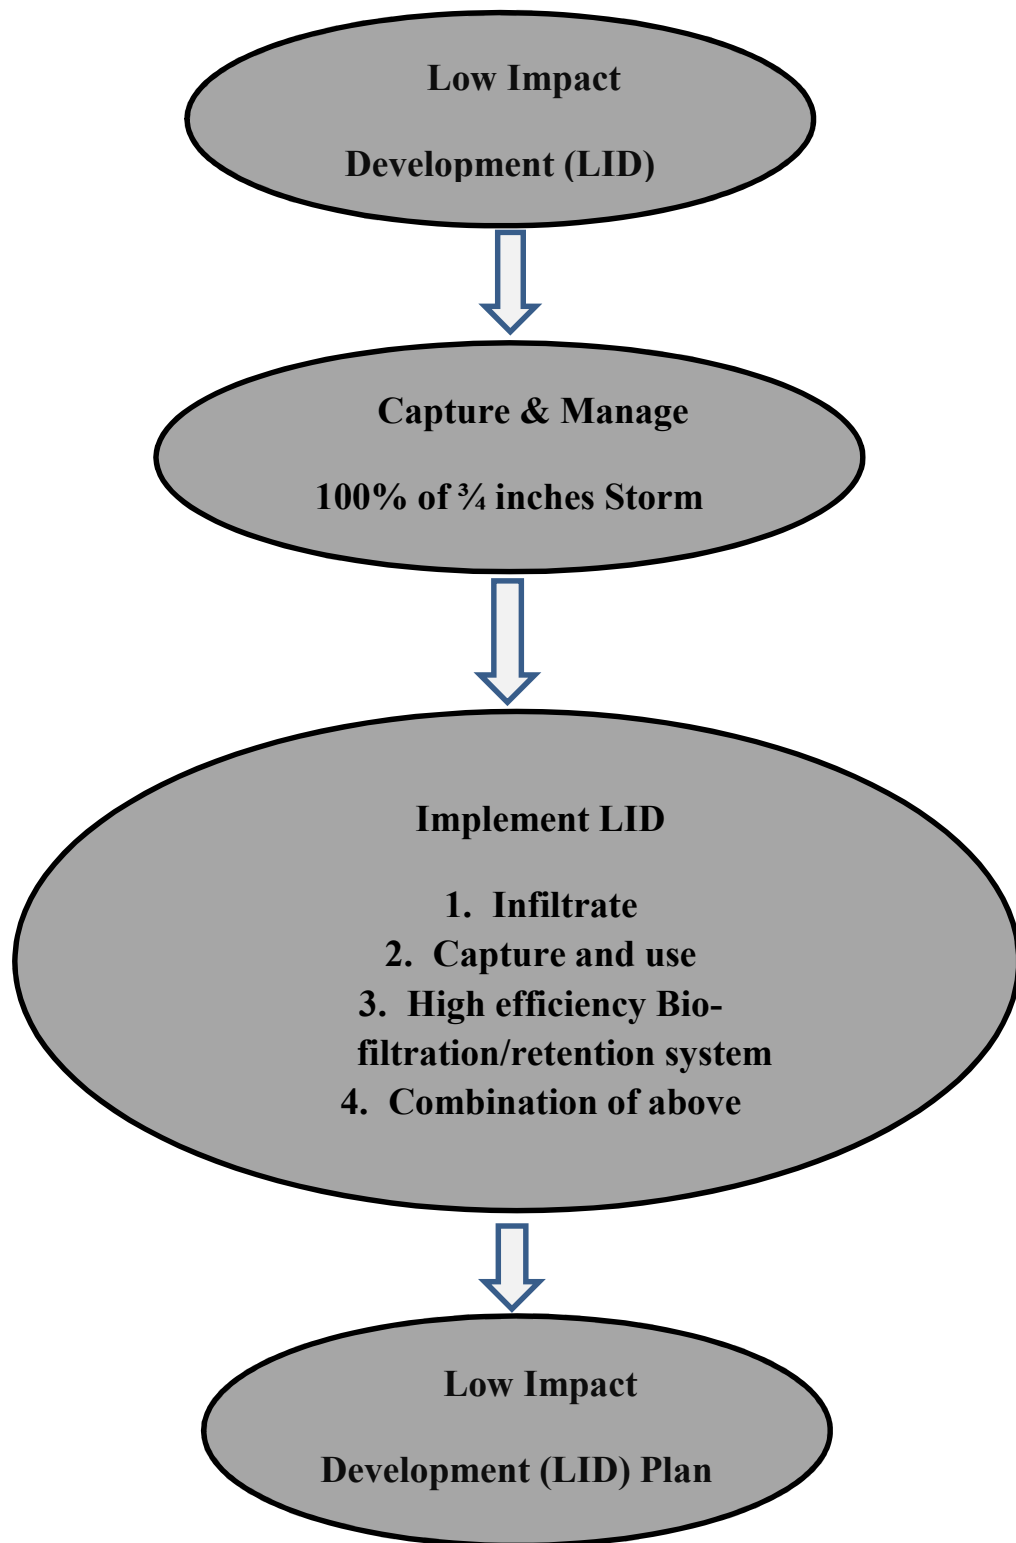 Low Impact
Development (LID)
Capture & Manage
100% of ¾ inches Storm
Implement LID
1. Infiltrate
2. Capture and use
3. High efficiency Bio-
filtration/retention system
4. Combination of above
Low Impact
Development (LID) Plan